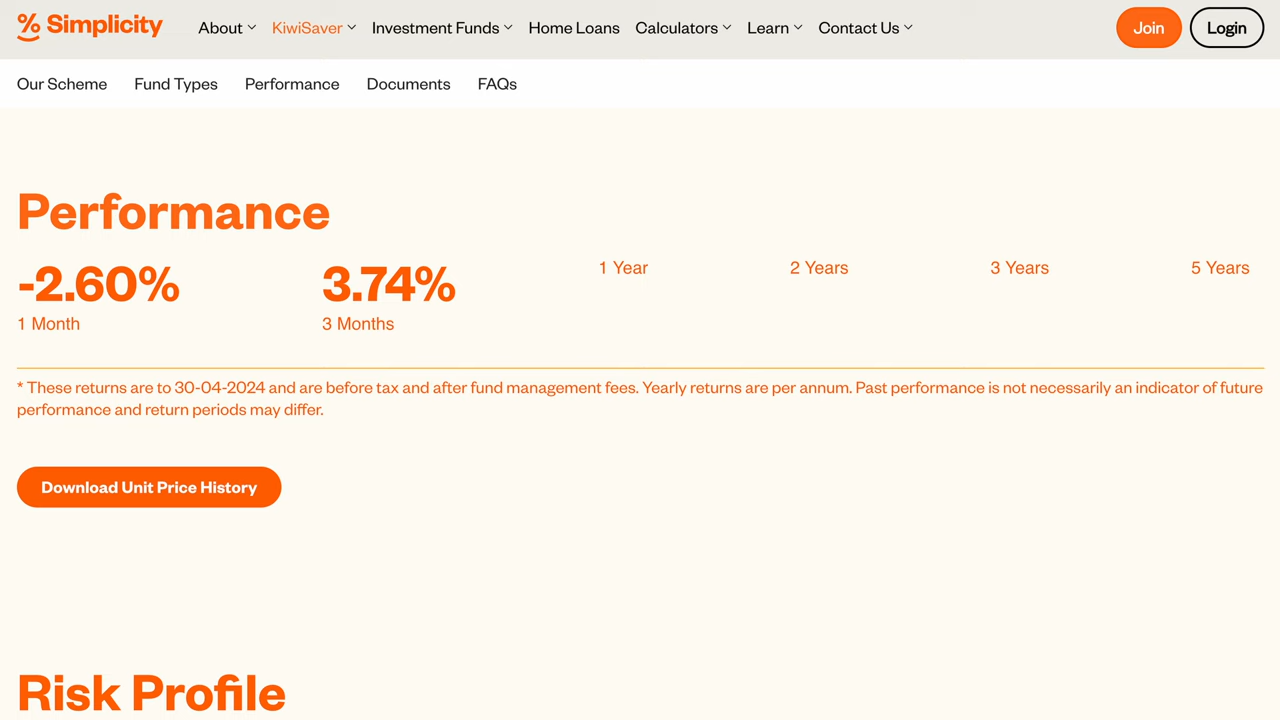 Simplicity
About
KiwiSaver
Investment Funds
Home Loans
Calculators
Learn
Contact Us
Join
Login
Our Scheme
Fund Types
Performance
Documents
FAQs
Performance
-2.60%
1 Month
3.74%
3 Months
1 Year
2 Years
3 Years
5 Years
* These returns are to 30-04-2024 and are before tax and after fund management fees. Yearly returns are per annum. Past performance is not necessarily an indicator of future
performance and return periods may differ.
Download Unit Price History
Risk Profile